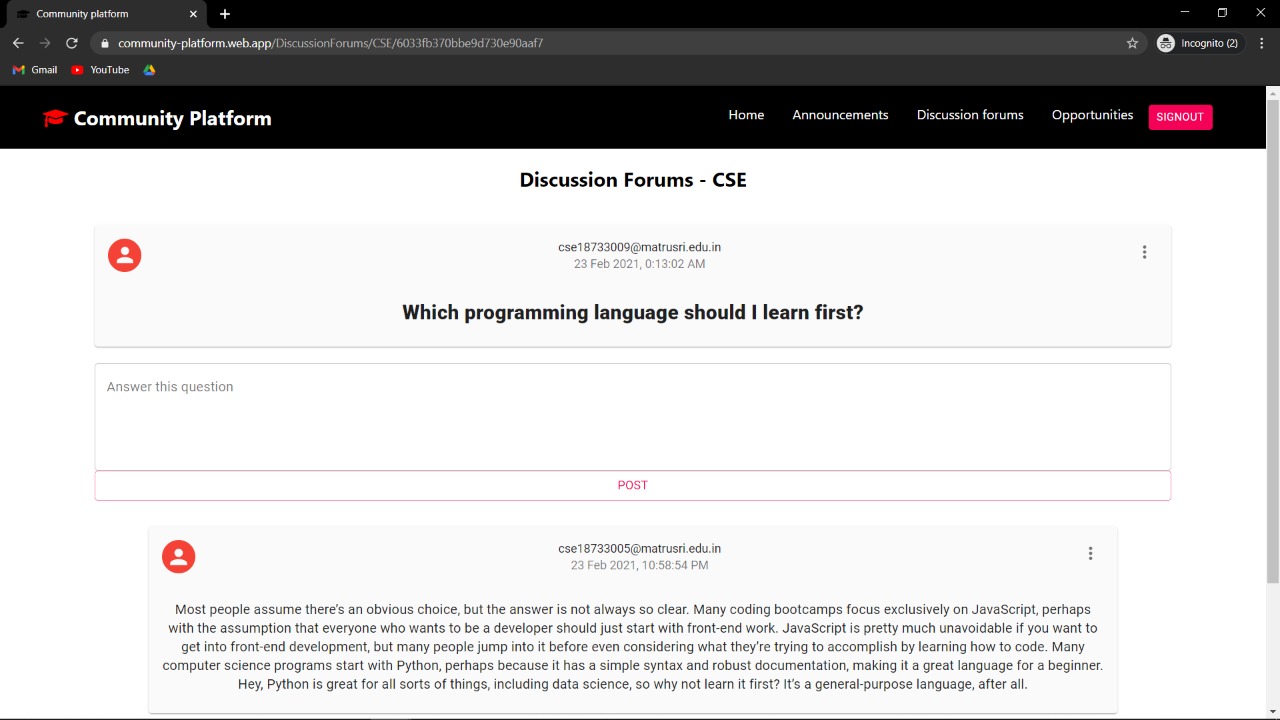 Community platform
community-platform.web.app/DiscussionForums/CSE/6033fb370bbe9d730e90aaf7
Incognito (2)
Gmail
YouTube
Community Platform
Home
Announcements
Discussion forums
Opportunities
SIGNOUT
Discussion Forums - CSE
cse18733009@matrusri.edu.in
23 Feb 2021, 0:13:02 AM
Which programming language should I learn first?
Answer this question
POST
cse18733005@matrusri.edu.in
23 Feb 2021, 10:58:54 PM
Most people assume there's an obvious choice, but the answer is not always so clear. Many coding bootcamps focus exclusively on JavaScript, perhaps
with the assumption that everyone who wants to be a developer should just start with front-end work. JavaScript is pretty much unavoidable if you want to
get into front-end development, but many people jump into it before even considering what they're trying to accomplish by learning how to code. Many
computer science programs start with Python, perhaps because it has a simple syntax and robust documentation, making it a great language for a beginner.
Hey, Python is great for all sorts of things, including data science, so why not learn it first? It's a general-purpose language, after all.